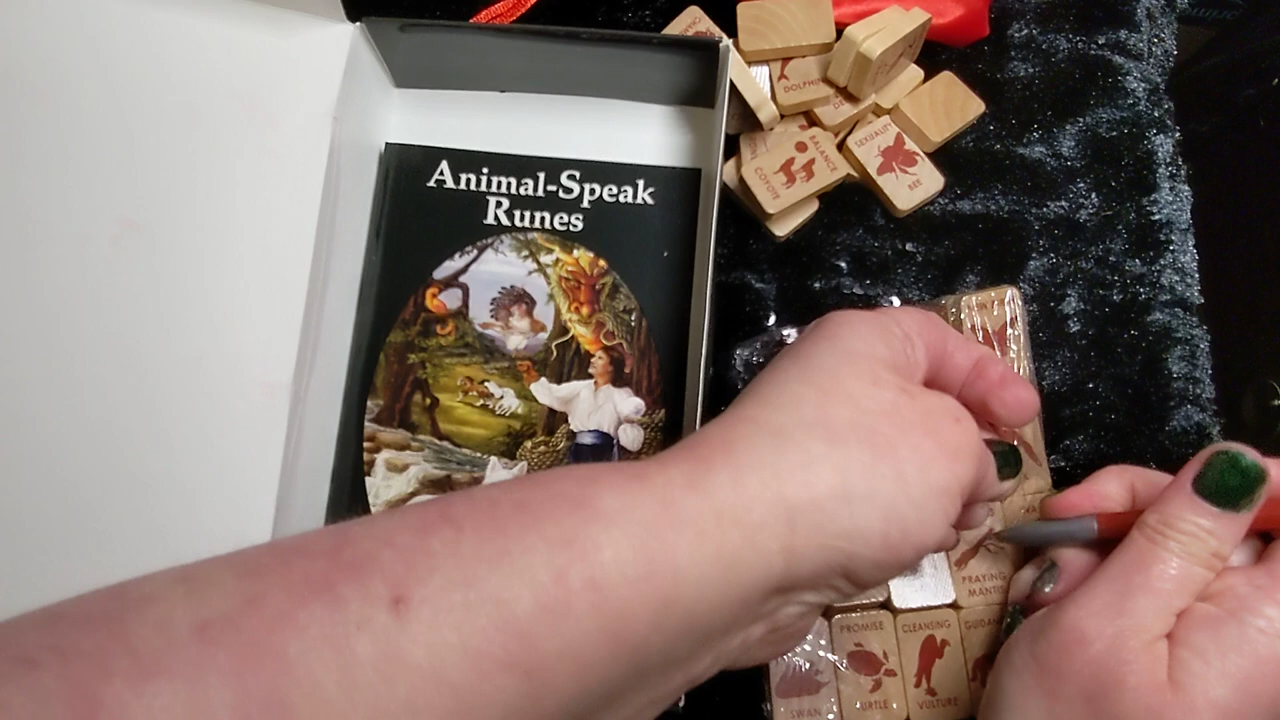 Animal-Speak
Runes
DOLPHIN
BALANCE
COYOTE
SEXUALITY
BEE
PRAYING
MANTIS
PROMISE
TURTLE
CLEANSING
VULTURE
SWAN